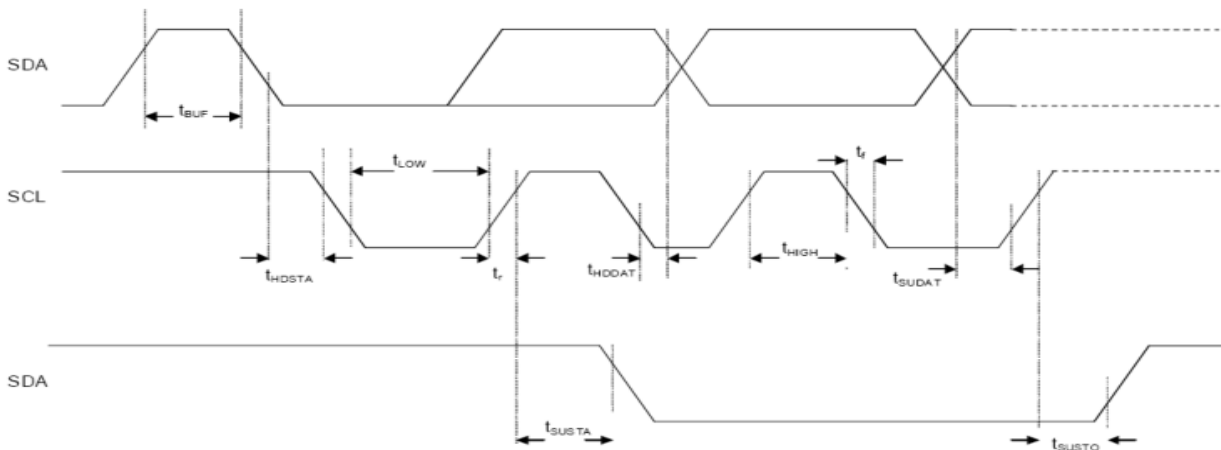 SDA
tBUF
tLOW
tf
SCL
tHDSTA
tr
tHDDAT
tHIGH
tSUDAT
SDA
tSUSTA
tSUSTO